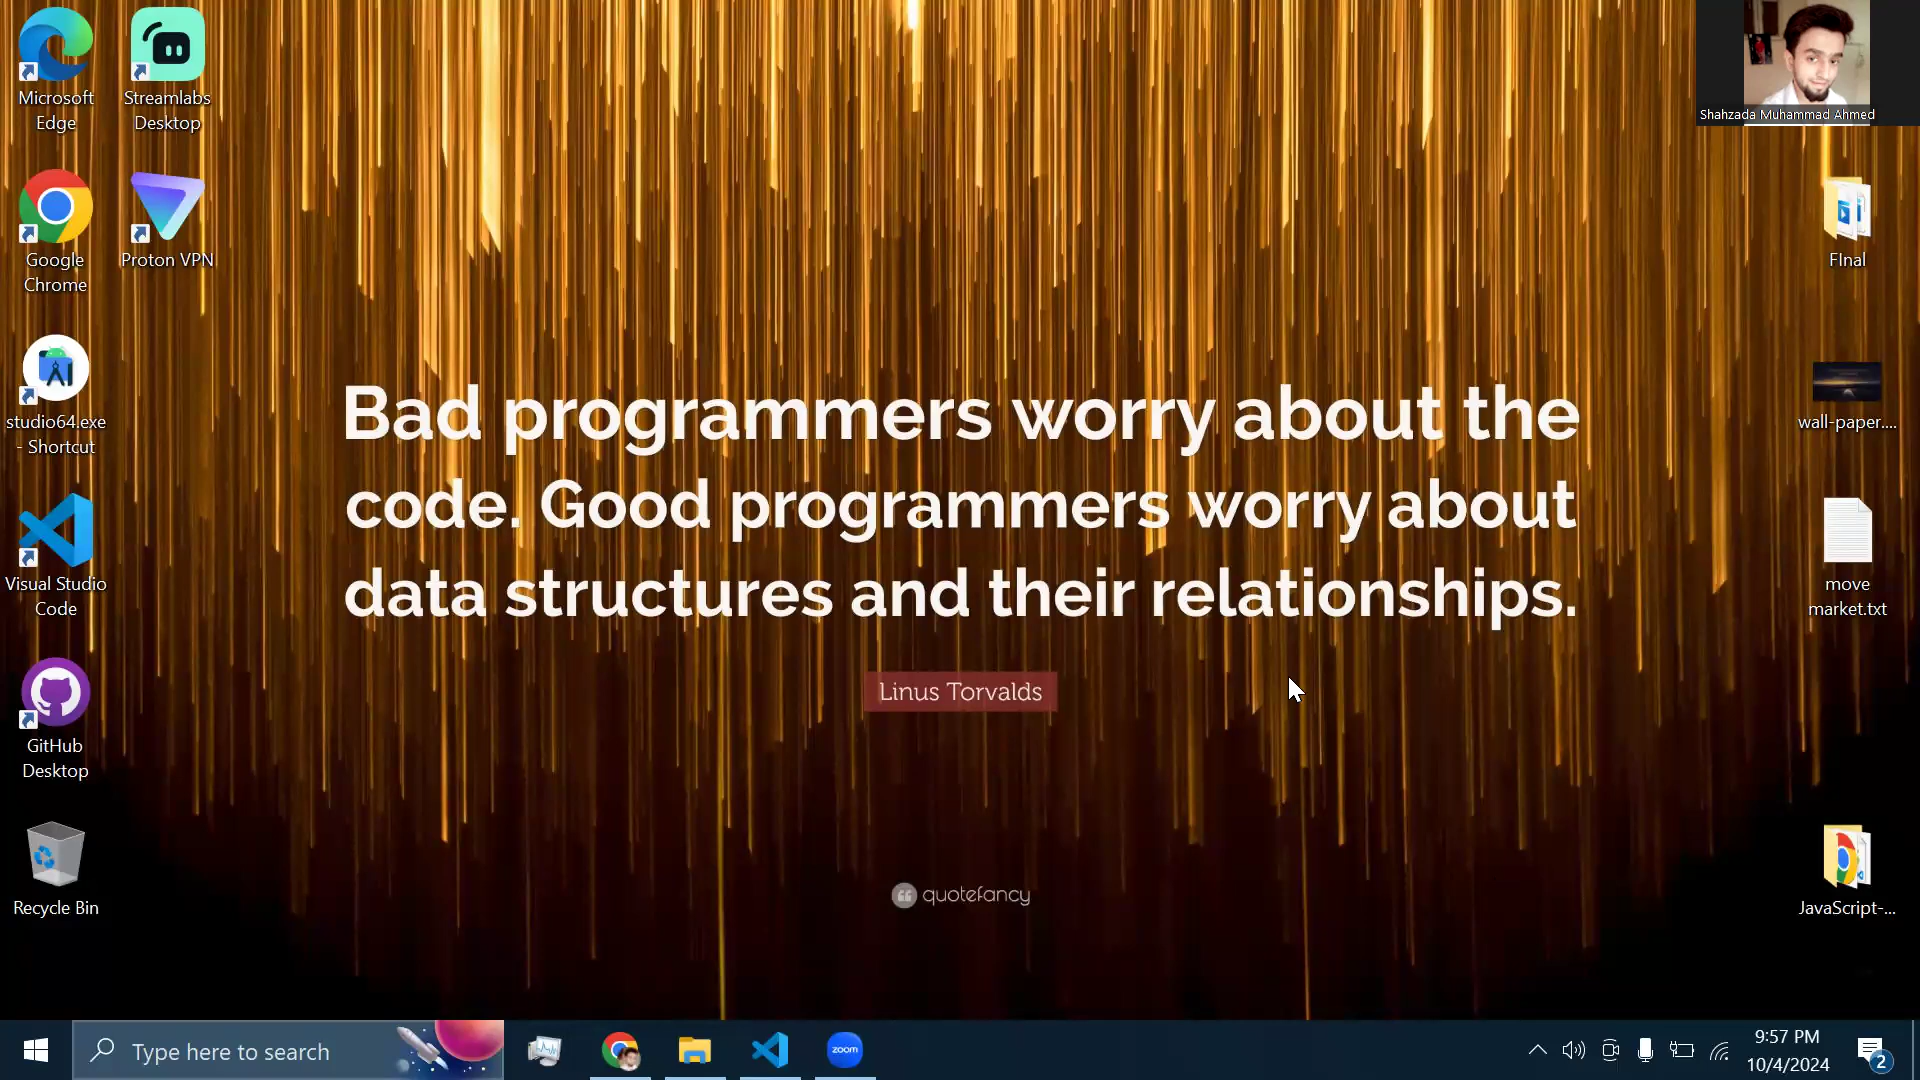 Microsoft
Edge
Streamlabs
Desktop
Shahzada Muhammad Ahmed
Google
Chrome
Proton VPN
FInal
studio64.exe
- Shortcut
wall-paper....
Bad programmers worry about the
code. Good programmers worry about
data structures and their relationships.
Linus Torvalds
Visual Studio
Code
move
market.txt
GitHub
Desktop
quotefancy
Recycle Bin
JavaScript-...
Type here to search
zoom
9:57 PM
10/4/2024
2